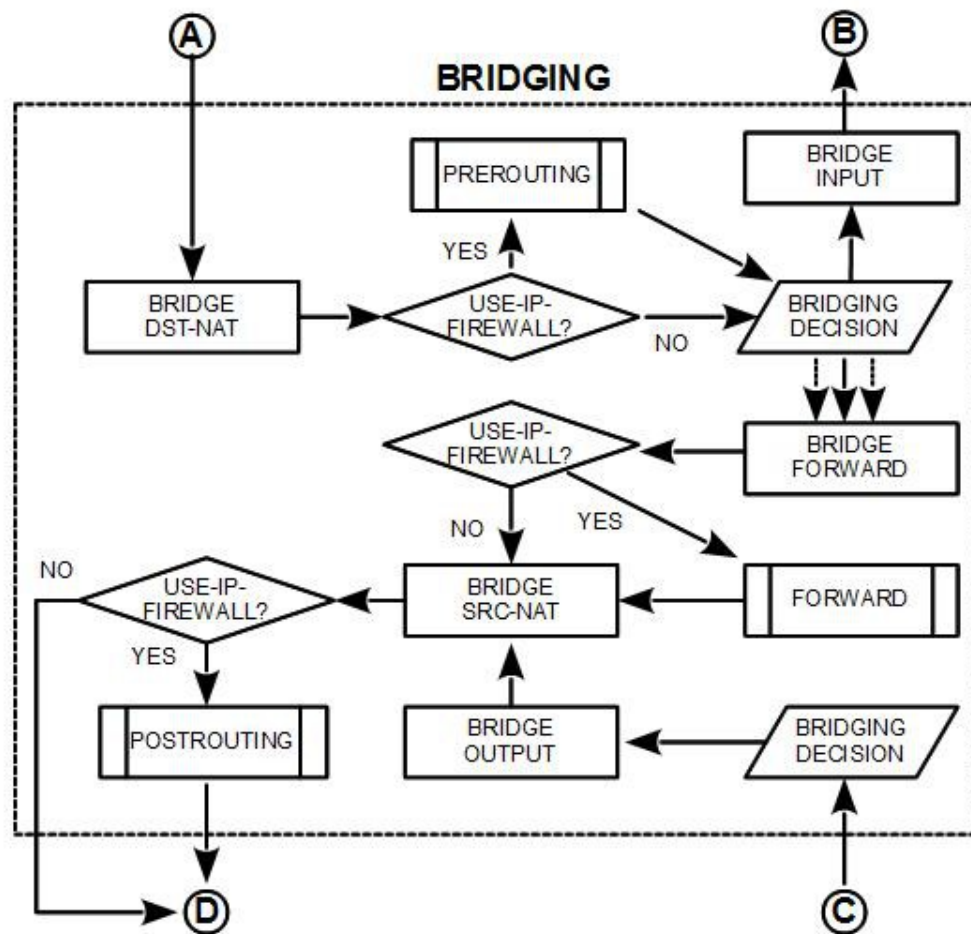 A
B
BRIDGING
PREROUTING
BRIDGE
INPUT
YES
BRIDGE
DST-NAT
USE-IP-
FIREWALL?
NO
BRIDGING
DECISION
USE-IP-
FIREWALL?
BRIDGE
FORWARD
NO
YES
NO
USE-IP-
FIREWALL?
BRIDGE
SRC-NAT
FORWARD
YES
POSTROUTING
BRIDGE
OUTPUT
BRIDGING
DECISION
D
C